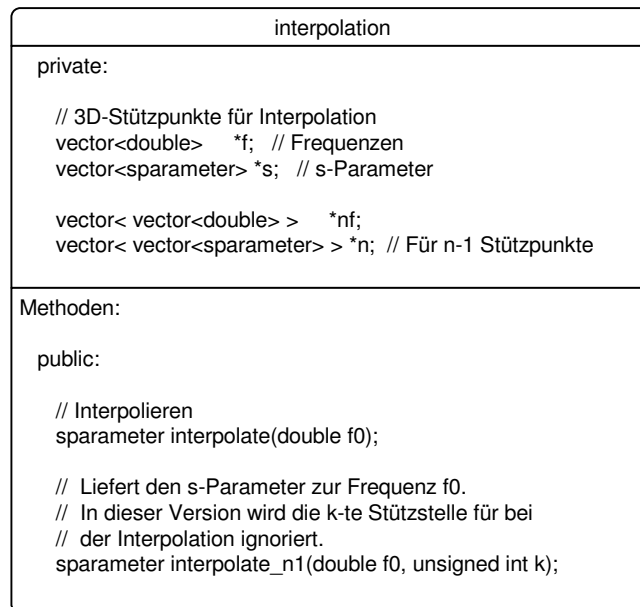 interpolation
private:
// 3D-Stützpunkte für Interpolation
vector<double> *f; // Frequenzen
vector<sparameter> *s; // s-Parameter
vector< vector<double> > *nf;
vector< vector<sparameter> > *n; // Für n-1 Stützpunkte
Methoden:
public:
// Interpolieren
sparameter interpolate(double f0);
// Liefert den s-Parameter zur Frequenz f0.
// In dieser Version wird die k-te Stützstelle für bei
// der Interpolation ignoriert.
sparameter interpolate_n1(double f0, unsigned int k);